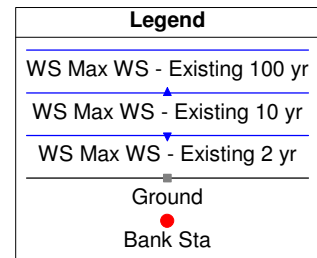 Legend
WS Max WS - Existing 100 yr
WS Max WS - Existing 10 yr
WS Max WS - Existing 2 yr
Ground
Bank Sta